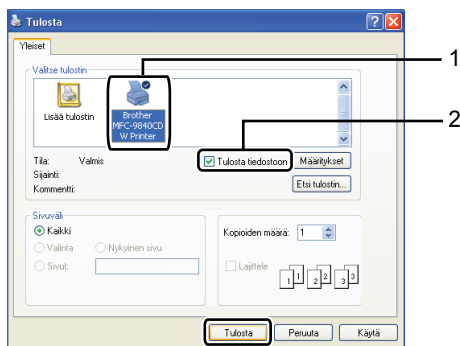 Tulosta
Yleiset
1
Valitse tulostin
Lisää tulostin
Brother
MFC-9840CD
W Printer
2
Tila: Valmis
Tulosta tiedostoon
Määritykset
Sijainti:
Kommentti:
Etsi tulostin...
Sivuväli
Kaikki
Valinta
Nykyinen sivu
Sivut:
Kopioiden määrä: 1
Lajittele
1 1 2 2 3 3
Tulosta
Peruuta
Käytä